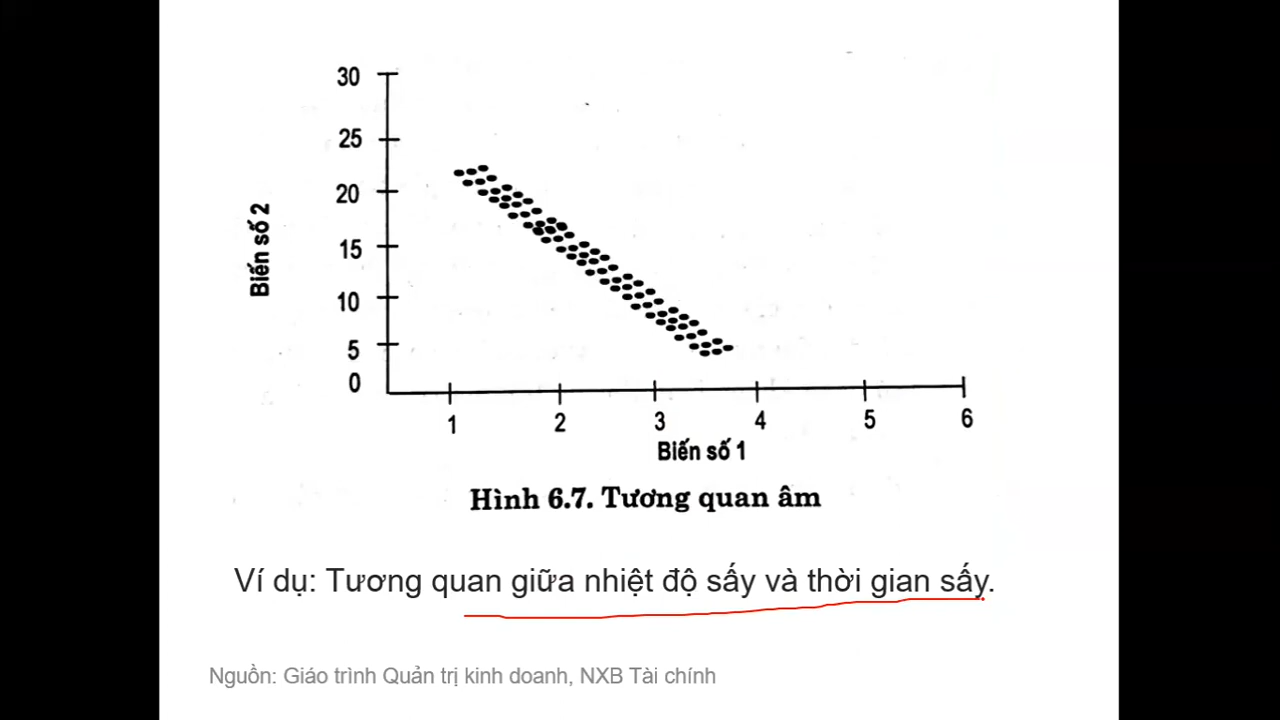 30
25
20
15
10
5
0
Biến số 2
1 2 3 4 5 6
Biến số 1
Hình 6.7. Tương quan âm
Ví dụ: Tương quan giữa nhiệt độ sấy và thời gian sấy.
Nguồn: Giáo trình Quản trị kinh doanh, NXB Tài chính